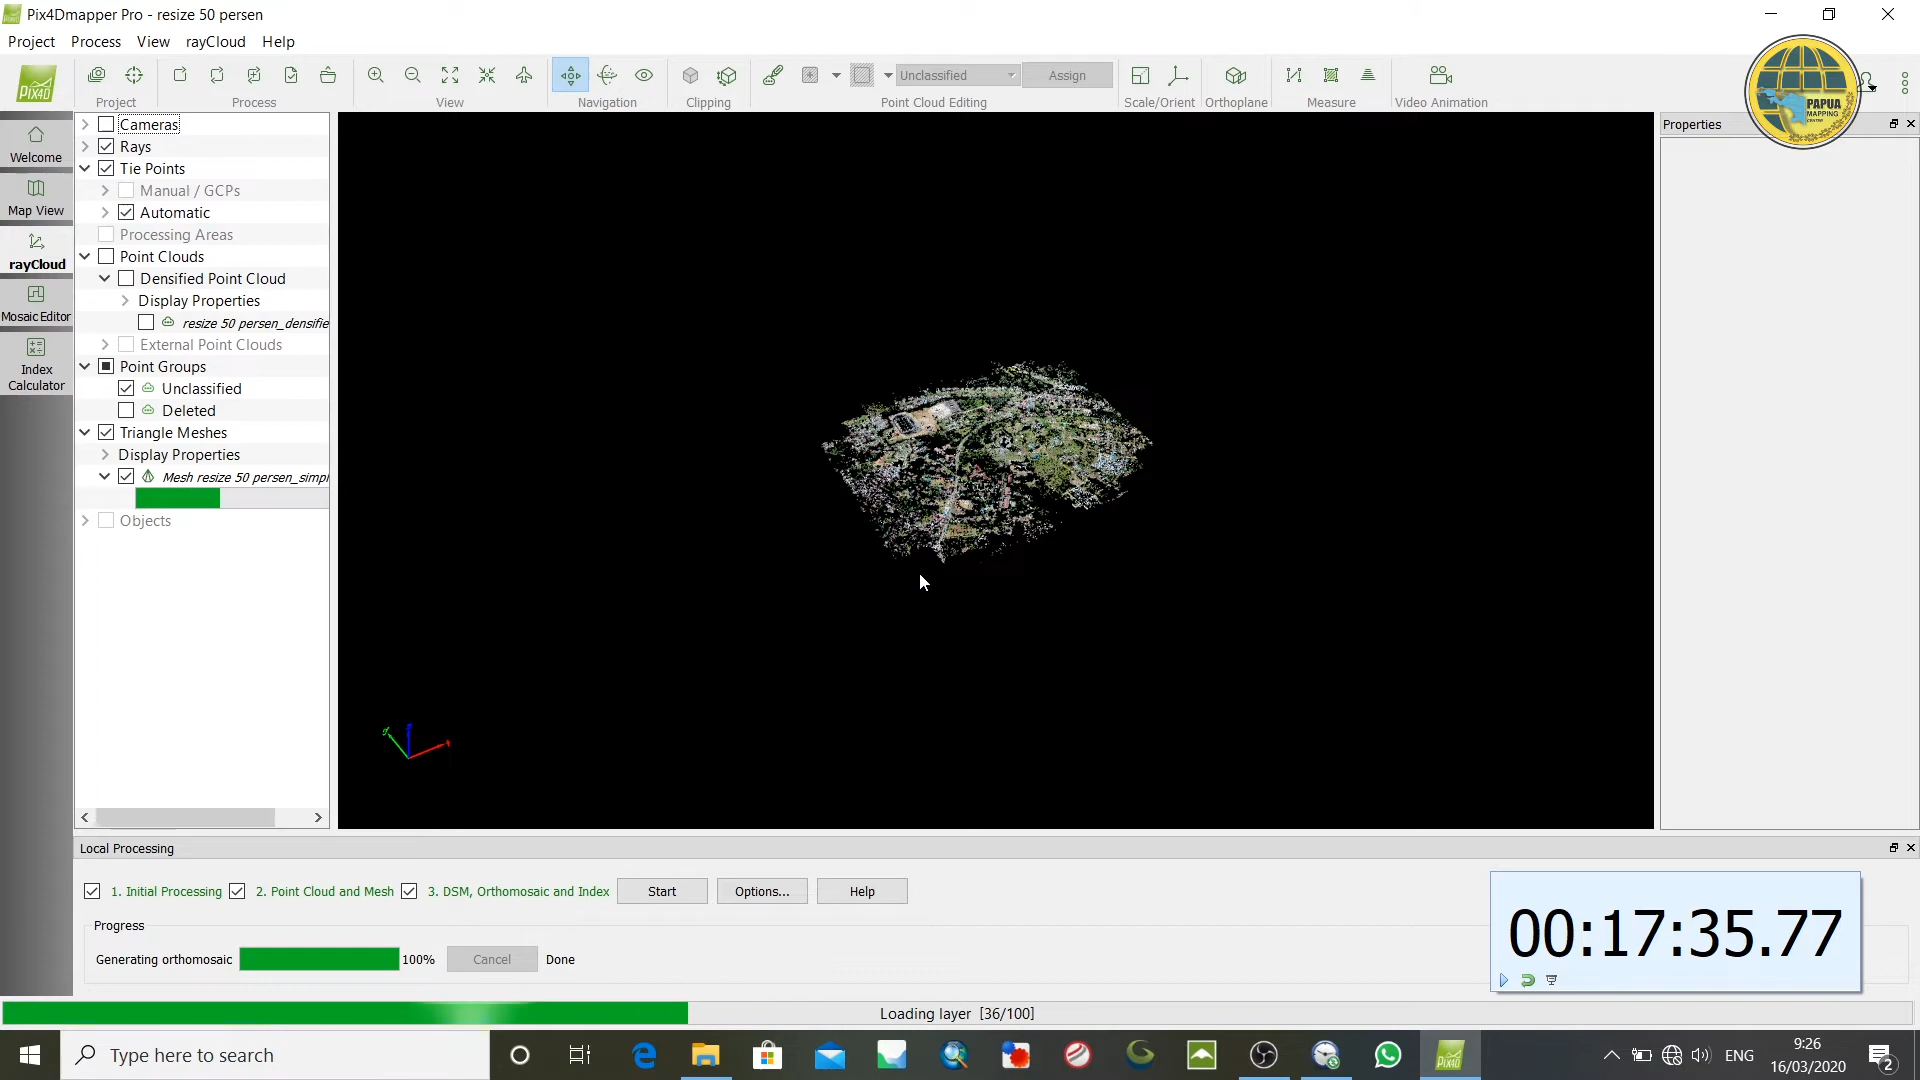 Pix4Dmapper Pro - resize 50 persen
Project Process View rayCloud Help
Unclassified
Assign
Project Process View Navigation Clipping Point Cloud Editing Scale/Orient Orthoplane Measure Video Animation
PIX4D
PAPUA
MAPPING
CENTER
Welcome
Map View
rayCloud
Mosaic Editor
Index
Calculator
Cameras
Rays
Tie Points
Manual / GCPs
Automatic
Processing Areas
Point Clouds
Densified Point Cloud
Display Properties
resize 50 persen_densifie
External Point Clouds
Point Groups
Unclassified
Deleted
Triangle Meshes
Display Properties
Mesh resize 50 persen_simpl
Objects
Properties
Local Processing
1. Initial Processing 2. Point Cloud and Mesh 3. DSM, Orthomosaic and Index Start Options... Help
Progress
Generating orthomosaic 100% Cancel Done
00:17:35.77
Loading layer [36/100]
Type here to search
PIX4D
ENG
9:26
16/03/2020
2